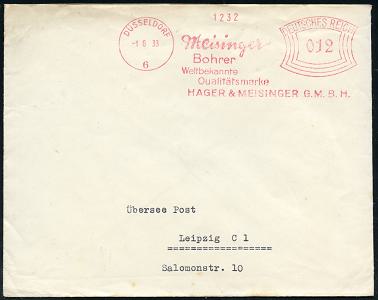 1232
DÜSSELDORF
-1 6 33
6
Meisinger
Bohrer
Weltbekannte
Qualitätsmarke
HAGER & MEISINGER G.M.B.H.
DEUTSCHES REICH
012
Übersee Post
Leipzig C 1
===================
Salomonstr. 10